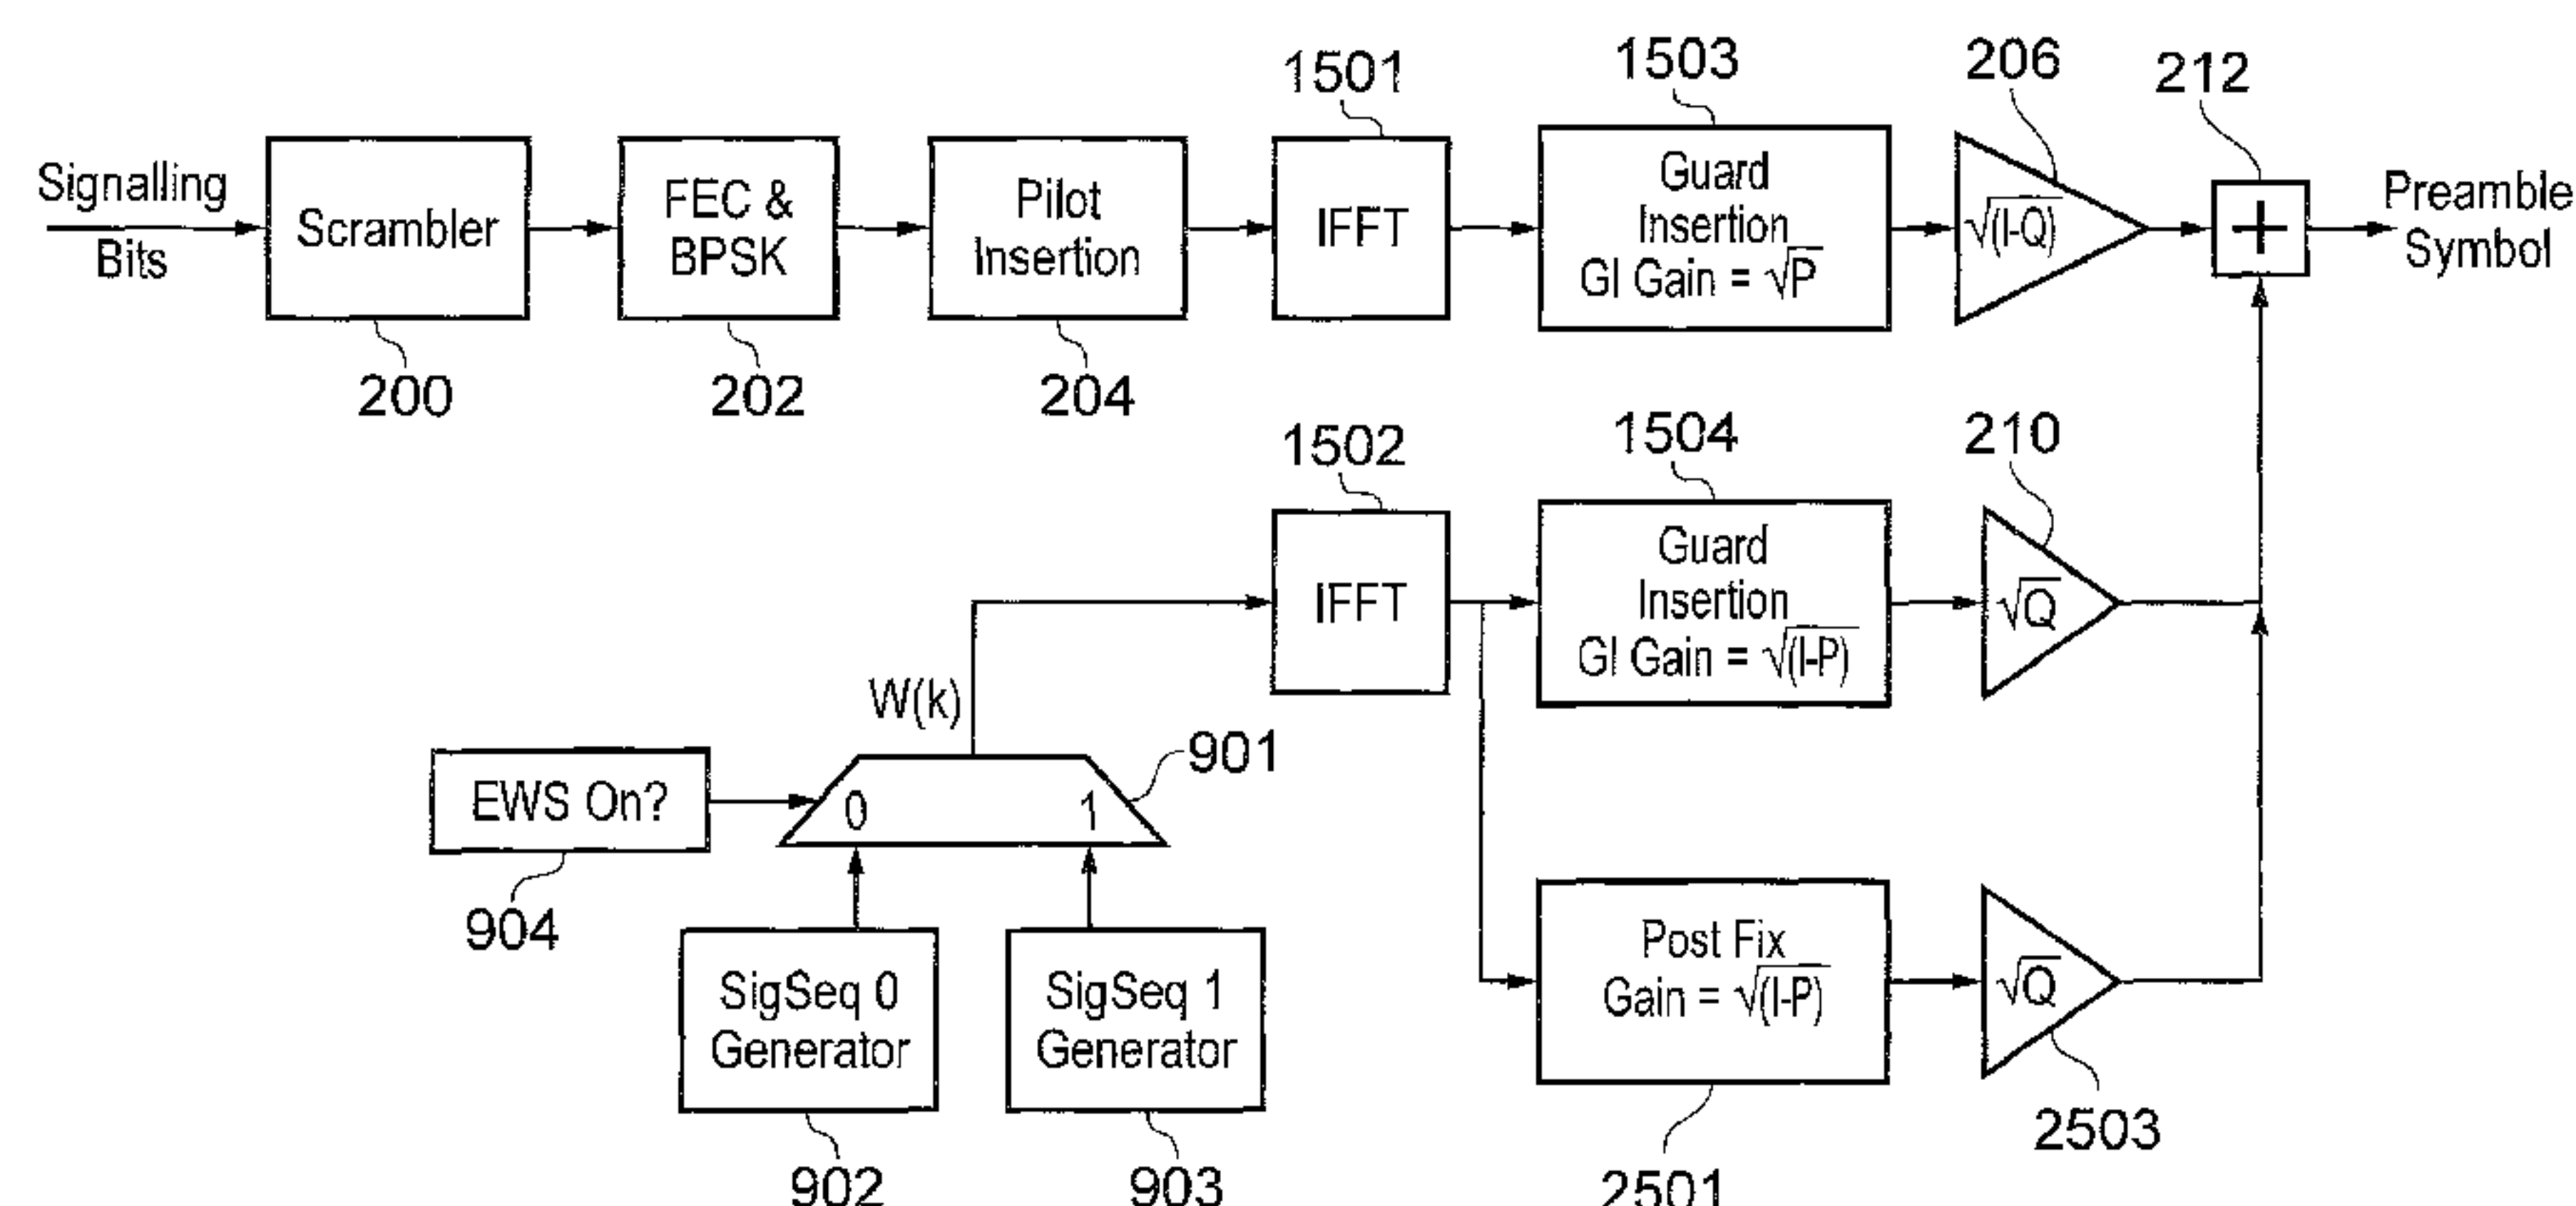 1501
1503
206
212
Signalling
Bits
Scrambler
FEC &
BPSK
Pilot
Insertion
IFFT
Guard
Insertion
GI Gain = √P
√(I-Q)
+
Preamble
Symbol
200
202
204
1502
1504
210
IFFT
Guard
Insertion
GI Gain = √(I-P)
√Q
W(k)
901
EWS On?
0
1
904
SigSeq 0
Generator
SigSeq 1
Generator
Post Fix
Gain = √(I-P)
√Q
2503
902
903
2501